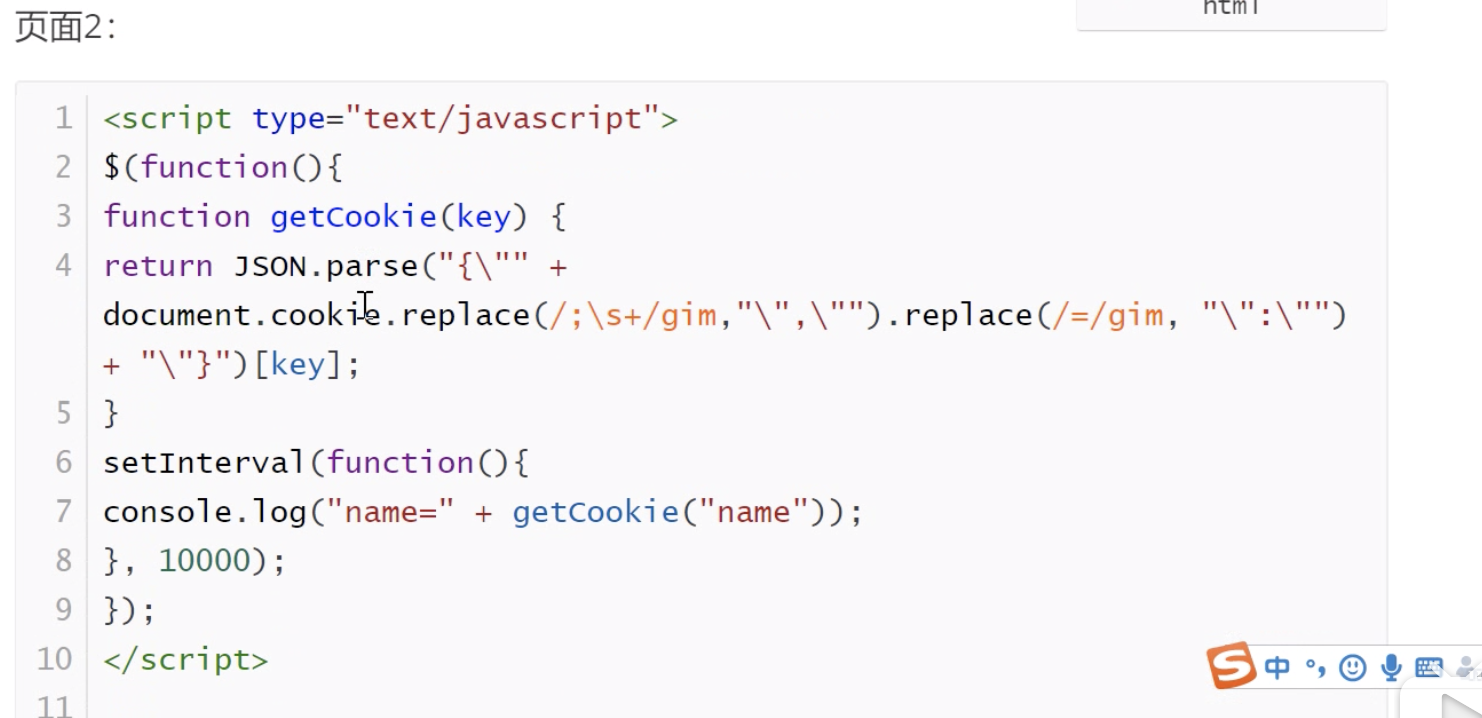 页面2：
html
1 <script type="text/javascript">
2 $(function(){
3 function getCookie(key) {
4 return JSON.parse("{\"" +
document.cookie.replace(/;\s+/gim,"\",\"").replace(/=/gim, "\":\"")
+ "\"}")[key];
5 }
6 setInterval(function(){
7 console.log("name=" + getCookie("name"));
8 }, 10000);
9 });
10 </script>
中
11